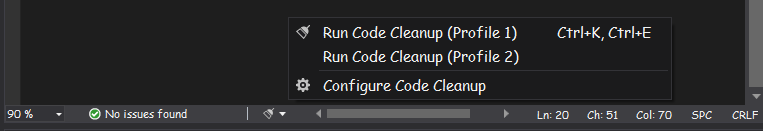 Run Code Cleanup (Profile 1) Ctrl+K, Ctrl+E
Run Code Cleanup (Profile 2)
Configure Code Cleanup
90 % No issues found Ln: 20 Ch: 51 Col: 70 SPC CRLF